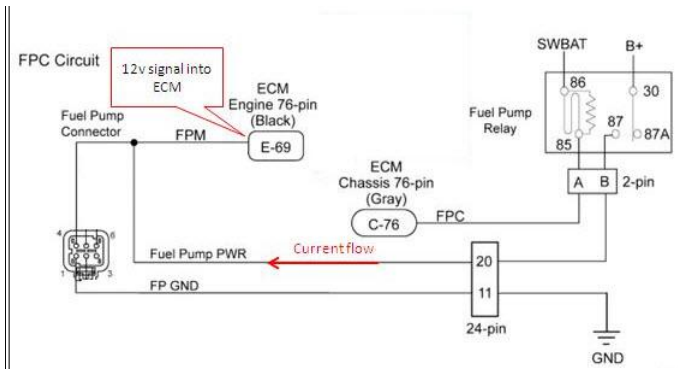 FPC Circuit
12v signal into
ECM
ECM
Engine 76-pin
(Black)
E-69
Fuel Pump
Connector
FPM
SWBAT
B+
86
30
87
87A
85
Fuel Pump
Relay
A
B
2-pin
ECM
Chassis 76-pin
(Gray)
C-76
FPC
4
6
1
3
Fuel Pump PWR
Current flow
20
FP GND
11
24-pin
GND